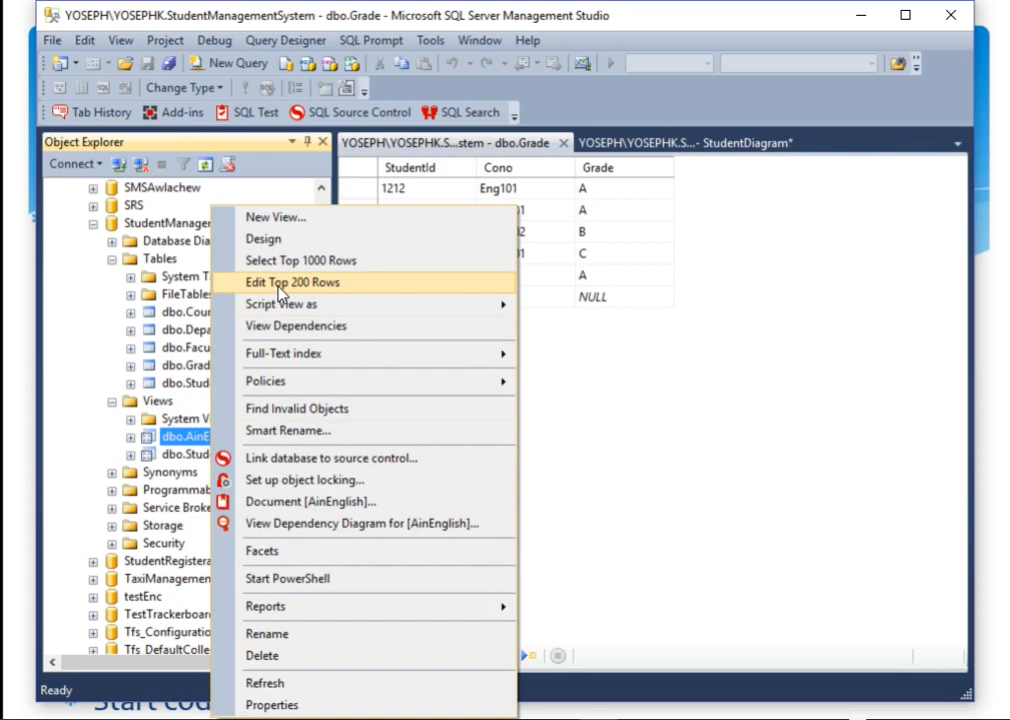 YOSEPH\YOSEPHK.StudentManagementSystem - dbo.Grade - Microsoft SQL Server Management Studio
File Edit View Project Debug Query Designer SQL Prompt Tools Window Help
New Query
Change Type
Tab History Add-ins SQL Test SQL Source Control SQL Search
Object Explorer
YOSEPH\YOSEPHK.S...stem - dbo.Grade
YOSEPH\YOSEPHK.S...- StudentDiagram*
Connect
SMSAwlachew
SRS
StudentManager
Database Dia
Tables
System T
FileTables
dbo.Cour
dbo.Depa
dbo.Facu
dbo.Grad
dbo.Stud
Views
System V
dbo.AinE
dbo.Stud
Synonyms
Programmab
Service Broke
Storage
Security
StudentRegistera
TaxiManagemen
testEnc
TestTrackerboar
Tfs_Configuratio
Tfs_DefaultColle
New View...
Design
Select Top 1000 Rows
Edit Top 200 Rows
Script View as
View Dependencies
Full-Text index
Policies
Find Invalid Objects
Smart Rename...
Link database to source control...
Set up object locking...
Document [AinEnglish]...
View Dependency Diagram for [AinEnglish]...
Facets
Start PowerShell
Reports
Rename
Delete
Refresh
Properties
StudentId Cono Grade
1212 Eng101 A
01 A
02 B
01 C
A
NULL
Ready
* Start cod